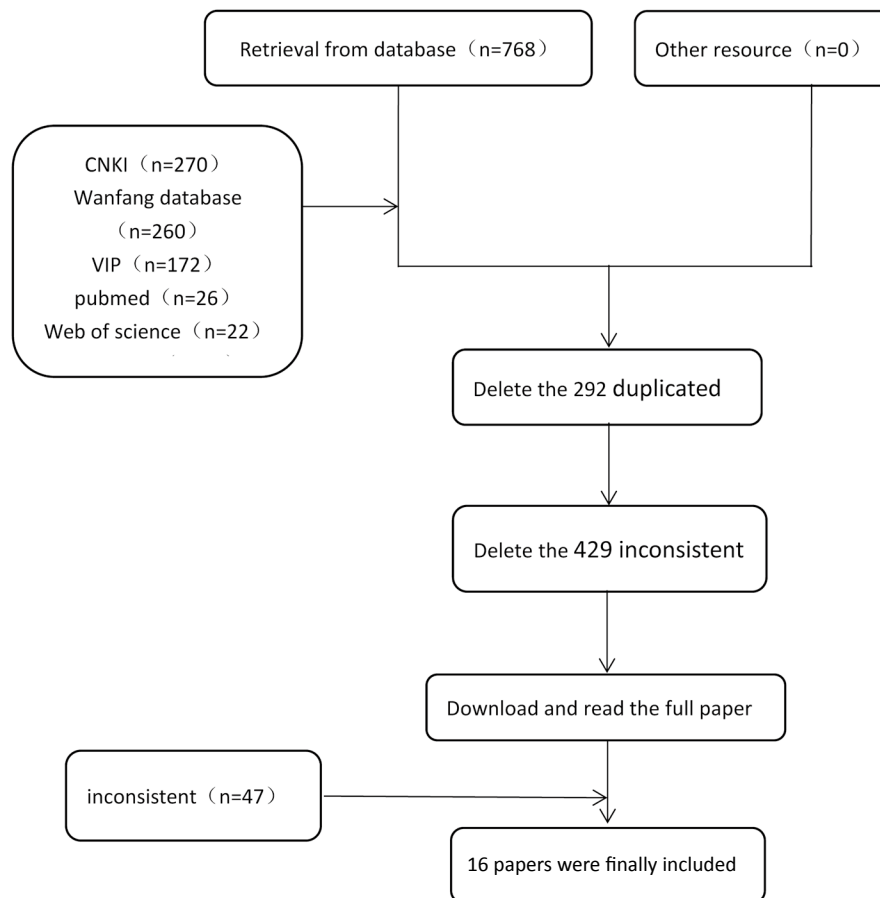 Retrieval from database（n=768）
Other resource（n=0）
CNKI（n=270）
Wanfang database
（n=260）
VIP（n=172）
pubmed（n=26）
Web of science（n=22）
Delete the 292 duplicated
Delete the 429 inconsistent
Download and read the full paper
inconsistent（n=47）
16 papers were finally included